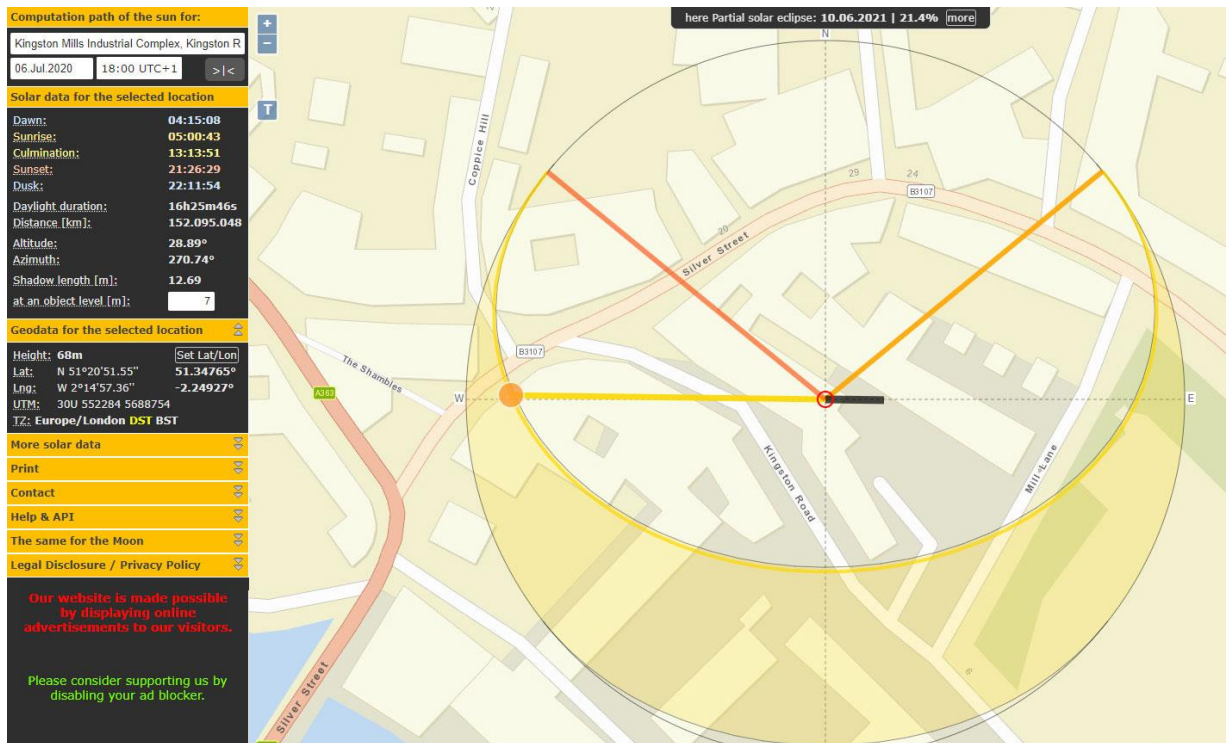 Computation path of the sun for:
Kingston Mills Industrial Complex, Kingston R
06.Jul.2020 18:00 UTC+1 >|<
Solar data for the selected location
Dawn: 04:15:08
Sunrise: 05:00:43
Culmination: 13:13:51
Sunset: 21:26:29
Dusk: 22:11:54
Daylight duration: 16h25m46s
Distance [km]: 152.095.048
Altitude: 28.89°
Azimuth: 270.74°
Shadow length [m]: 12.69
at an object level [m]: 7
Geodata for the selected location
Height: 68m Set Lat/Lon
Lat: N 51°20'51.55'' 51.34765°
Lng: W 2°14'57.36'' -2.24927°
UTM: 30U 552284 5688754
TZ: Europe/London DST BST
More solar data
Print
Contact
Help & API
The same for the Moon
Legal Disclosure / Privacy Policy
Our website is made possible
by displaying online
advertisements to our visitors.
Please consider supporting us by
disabling your ad blocker.
+
−
T
here Partial solar eclipse: 10.06.2021 | 21.4% more
N
Coppice Hill
29
24
B3107
20
Silver Street
B3107
The Shambles
A363
W
E
Kingston Road
Mill Lane
6
Silver Street